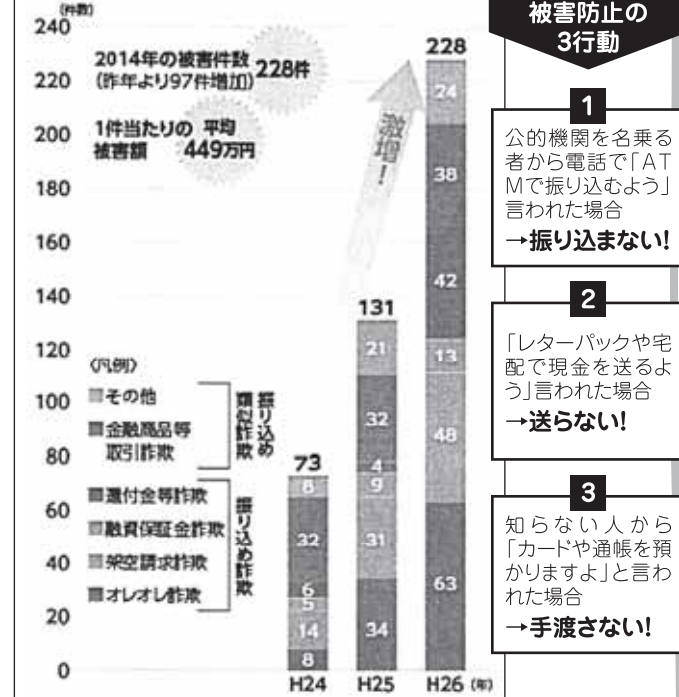 (件数)
240
220
200
180
160
140
120
100
80
60
40
20
0
2014年の被害件数
(昨年より97件増加)
228件
1件当たりの 平均
被害額 449万円
激増!
〈凡例〉
その他
金融商品等
取引詐欺
振り込め
類似詐欺
還付金等詐欺
融資保証金詐欺
架空請求詐欺
オレオレ詐欺
振り込め詐欺
73
8
32
6
5
14
8
H24
131
21
32
4
9
31
34
H25
228
24
38
42
13
48
63
H26 (年)
被害防止の
3行動
1
公的機関を名乗る
者から電話で「AT
Mで振り込むよう」
言われた場合
→振り込まない!
2
「レターパックや宅
配で現金を送るよ
う」言われた場合
→送らない!
3
知らない人から
「カードや通帳を預
かりますよ」と言わ
れた場合
→手渡さない!